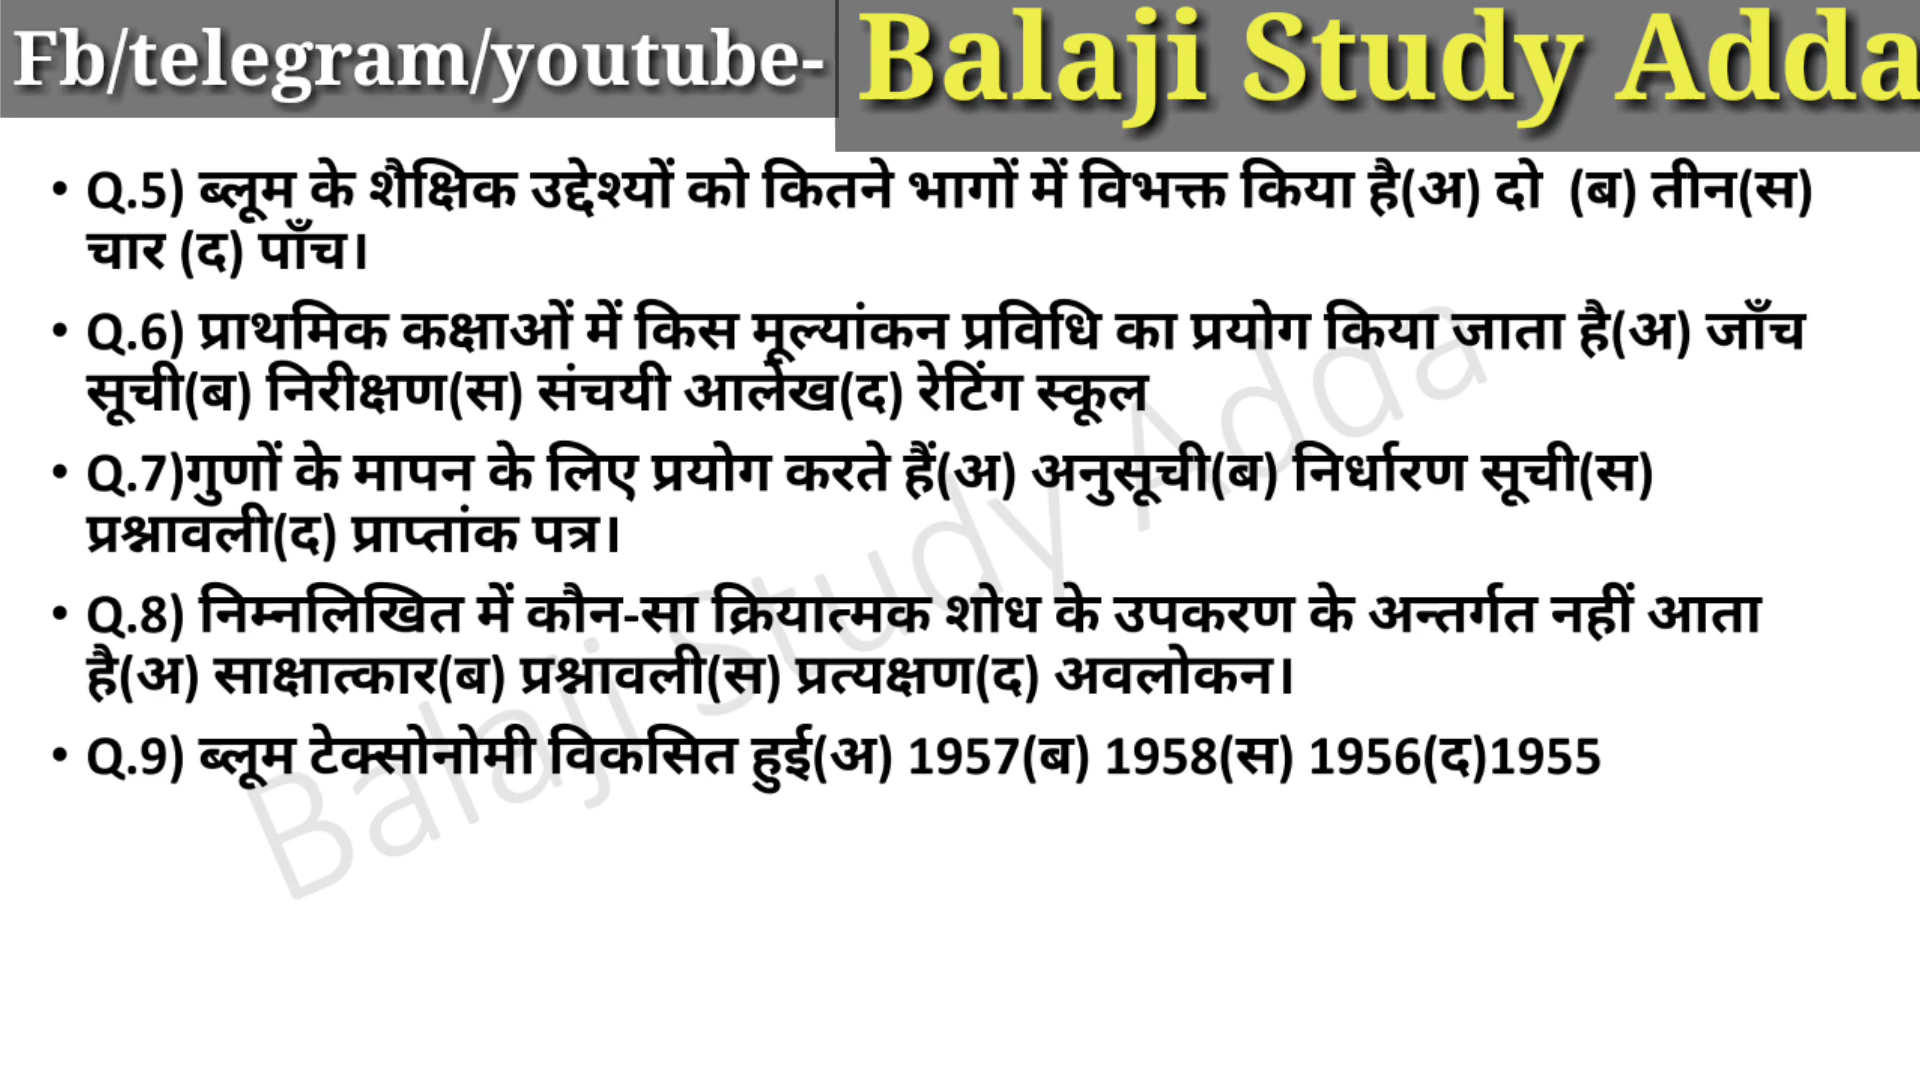 Fb/telegram/youtube- Balaji Study Adda
• Q.5) ब्लूम के शैक्षिक उद्देश्यों को कितने भागों में विभक्त किया है(अ) दो  (ब) तीन(स)
चार (द) पाँच।
• Q.6) प्राथमिक कक्षाओं में किस मूल्यांकन प्रविधि का प्रयोग किया जाता है(अ) जाँच
सूची(ब) निरीक्षण(स) संचयी आलेख(द) रेटिंग स्कूल
• Q.7)गुणों के मापन के लिए प्रयोग करते हैं(अ) अनुसूची(ब) निर्धारण सूची(स)
प्रश्नावली(द) प्राप्तांक पत्र।
• Q.8) निम्नलिखित में कौन-सा क्रियात्मक शोध के उपकरण के अन्तर्गत नहीं आता
है(अ) साक्षात्कार(ब) प्रश्नावली(स) प्रत्यक्षण(द) अवलोकन।
• Q.9) ब्लूम टेक्सोनोमी विकसित हुई(अ) 1957(ब) 1958(स) 1956(द)1955
Balaji Study Adda